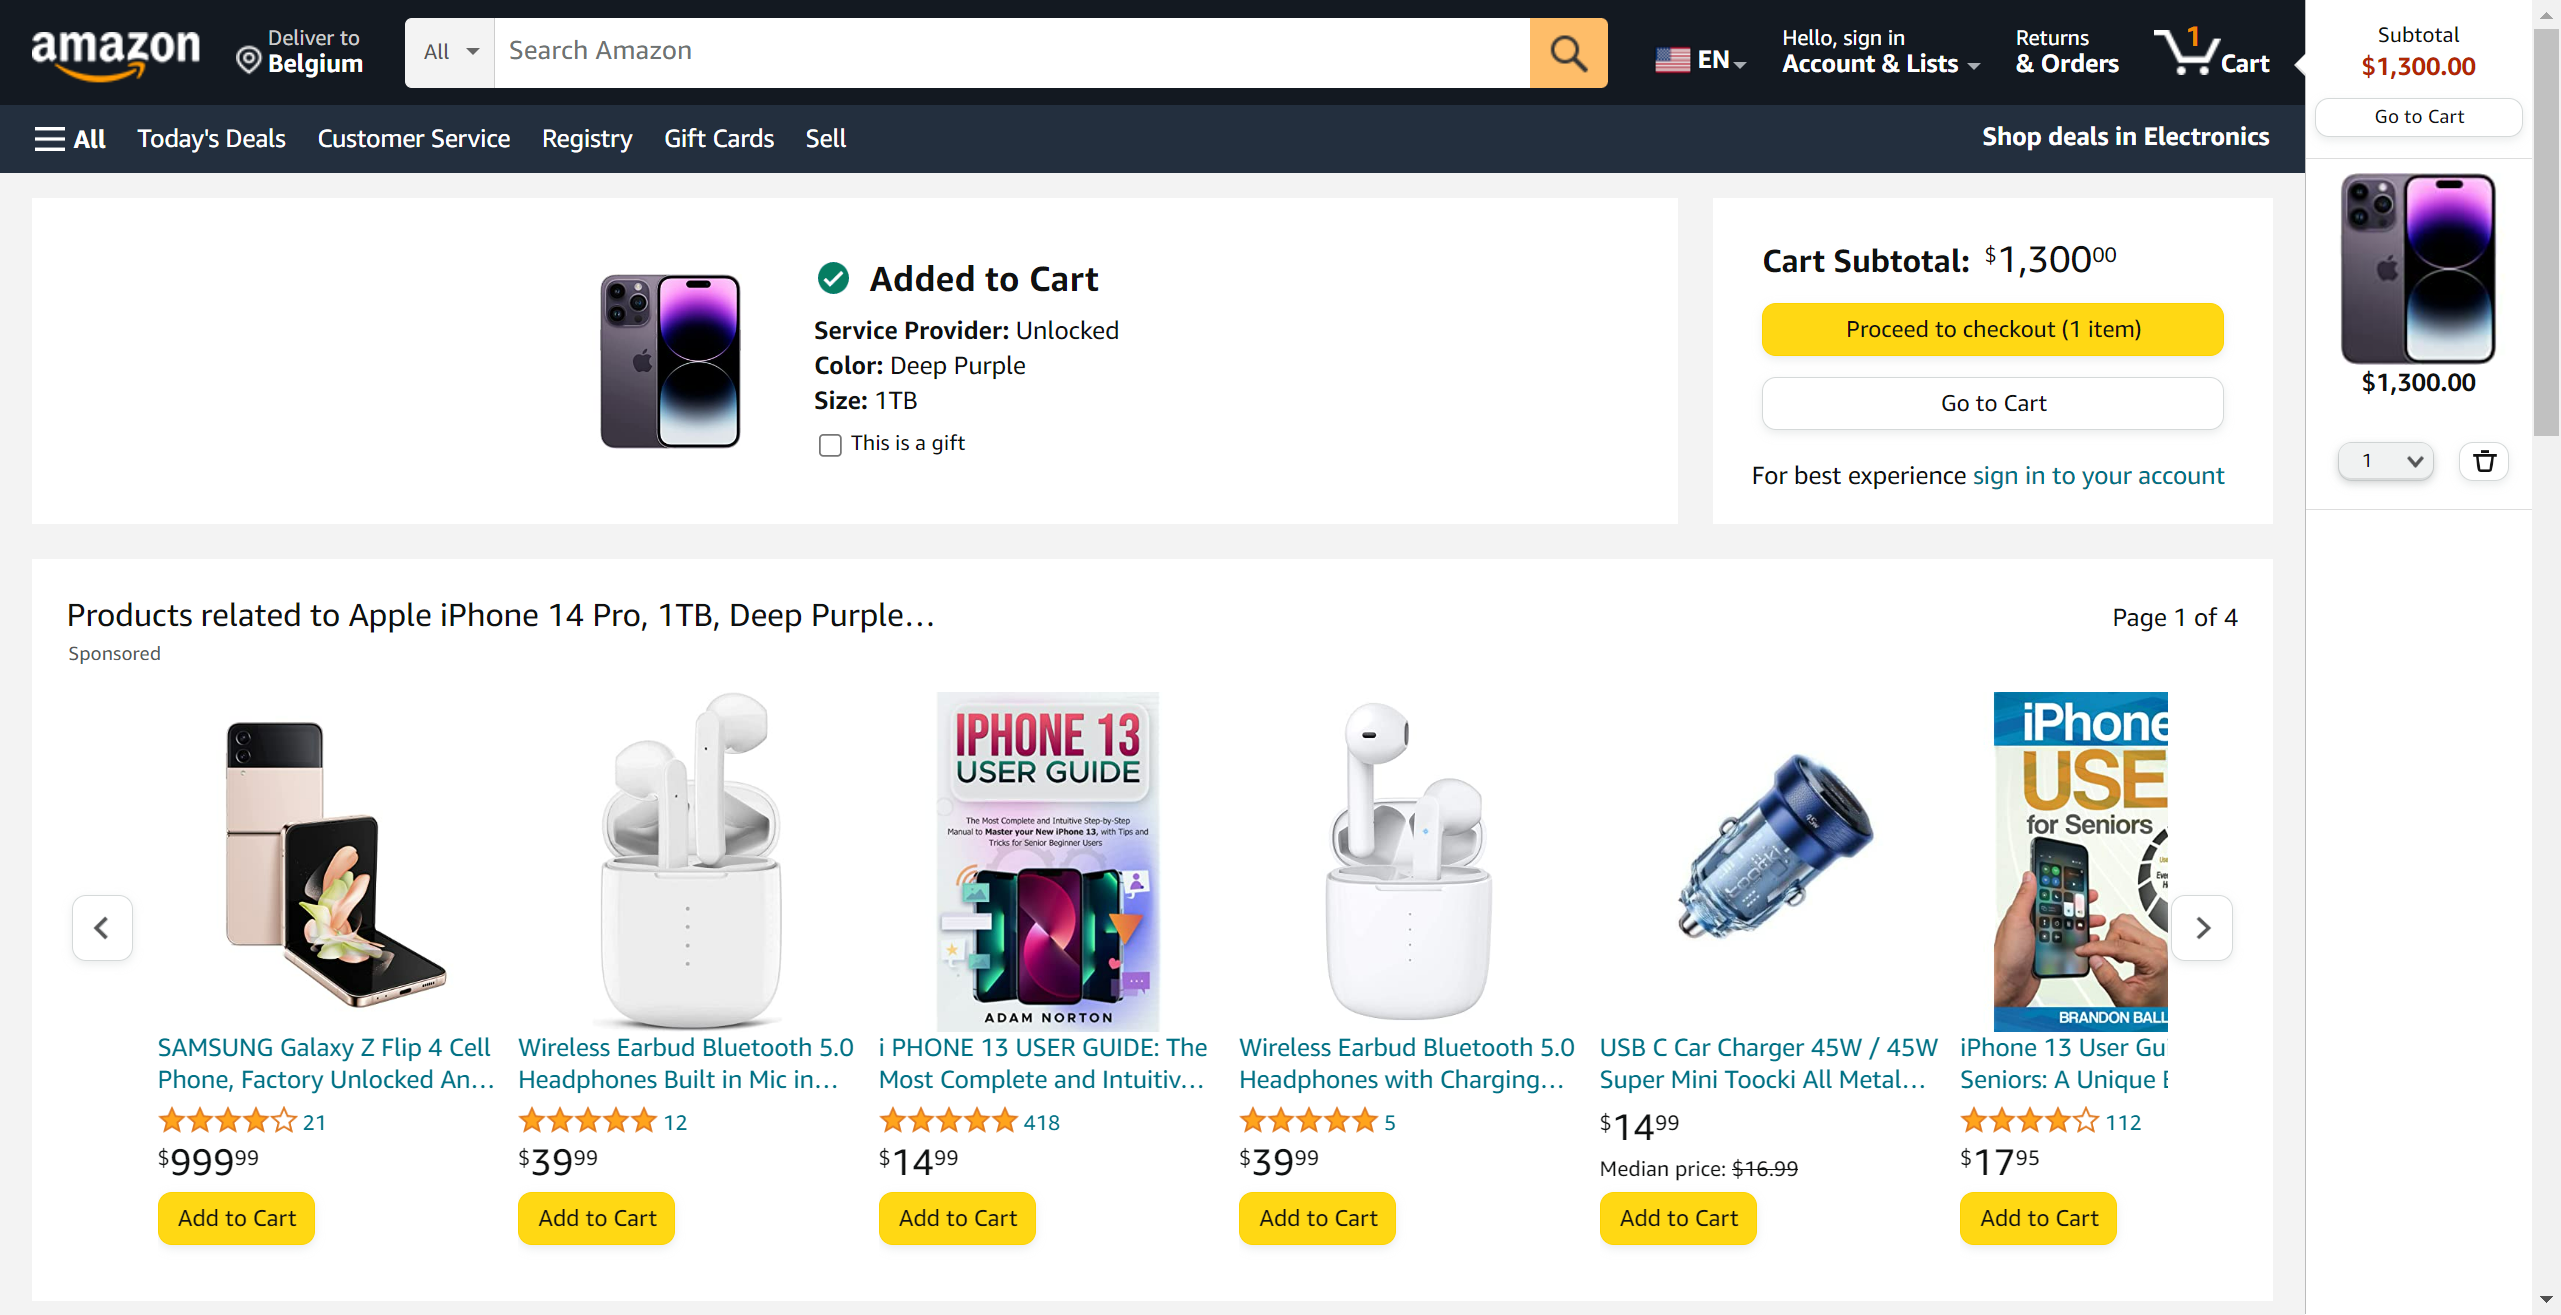 amazon
Deliver to
Belgium
All
Search Amazon
EN
Hello, sign in
Account & Lists
Returns
& Orders
1
Cart
Subtotal
$1,300.00
Go to Cart
All
Today's Deals
Customer Service
Registry
Gift Cards
Sell
Shop deals in Electronics
$1,300.00
1
Added to Cart
Service Provider: Unlocked
Color: Deep Purple
Size: 1TB
This is a gift
Cart Subtotal: $1,300.00
Proceed to checkout (1 item)
Go to Cart
For best experience sign in to your account
Products related to Apple iPhone 14 Pro, 1TB, Deep Purple…
Page 1 of 4
Sponsored
IPHONE 13
USER GUIDE
The Most Complete and Intuitive Step-by-Step
Manual to Master your New iPhone 13, with Tips and
Tricks for Senior Beginner Users
ADAM NORTON
45W
Toocki
iPhone
USE
for Seniors
BRANDON BALL
SAMSUNG Galaxy Z Flip 4 Cell
Phone, Factory Unlocked An…
21
$999.99
Add to Cart
Wireless Earbud Bluetooth 5.0
Headphones Built in Mic in…
12
$39.99
Add to Cart
i PHONE 13 USER GUIDE: The
Most Complete and Intuitiv…
418
$14.99
Add to Cart
Wireless Earbud Bluetooth 5.0
Headphones with Charging…
5
$39.99
Add to Cart
USB C Car Charger 45W / 45W
Super Mini Toocki All Metal…
$14.99
Median price: $16.99
Add to Cart
iPhone 13 User Gu
Seniors: A Unique
112
$17.95
Add to Cart